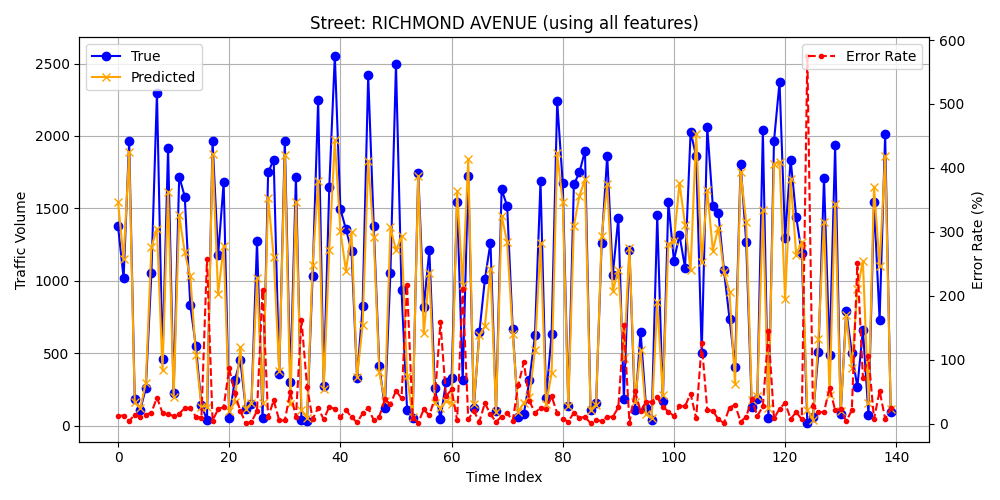 Street: RICHMOND AVENUE (using all features)
True
Predicted
Error Rate
Traffic Volume
2500
2000
1500
1000
500
0
600
500
400
300
200
100
0
Error Rate (%)
0 20 40 60 80 100 120 140
Time Index